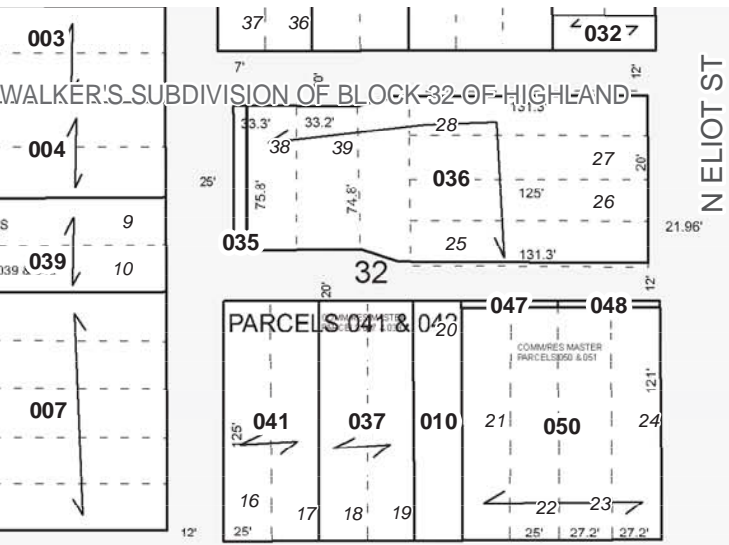 37 36
003
032
7' 12'
WALKER'S SUBDIVISION OF BLOCK 32 OF HIGHLAND
N ELIOT ST
131.3'
33.3' 33.2' 28
004 38 39 27
20'
25' 036
75.8' 74.8' 125' 26
9
21.96'
035 25
131.3'
039 10
32
20' 12'
047 048
PARCELS 041 & 042
20
COMM/RES MASTER
PARCELS 050 & 051
121'
007 041 037 010 21 050 24
125'
16 17 18 19 22 23
12' 25' 25' 27.2' 27.2'